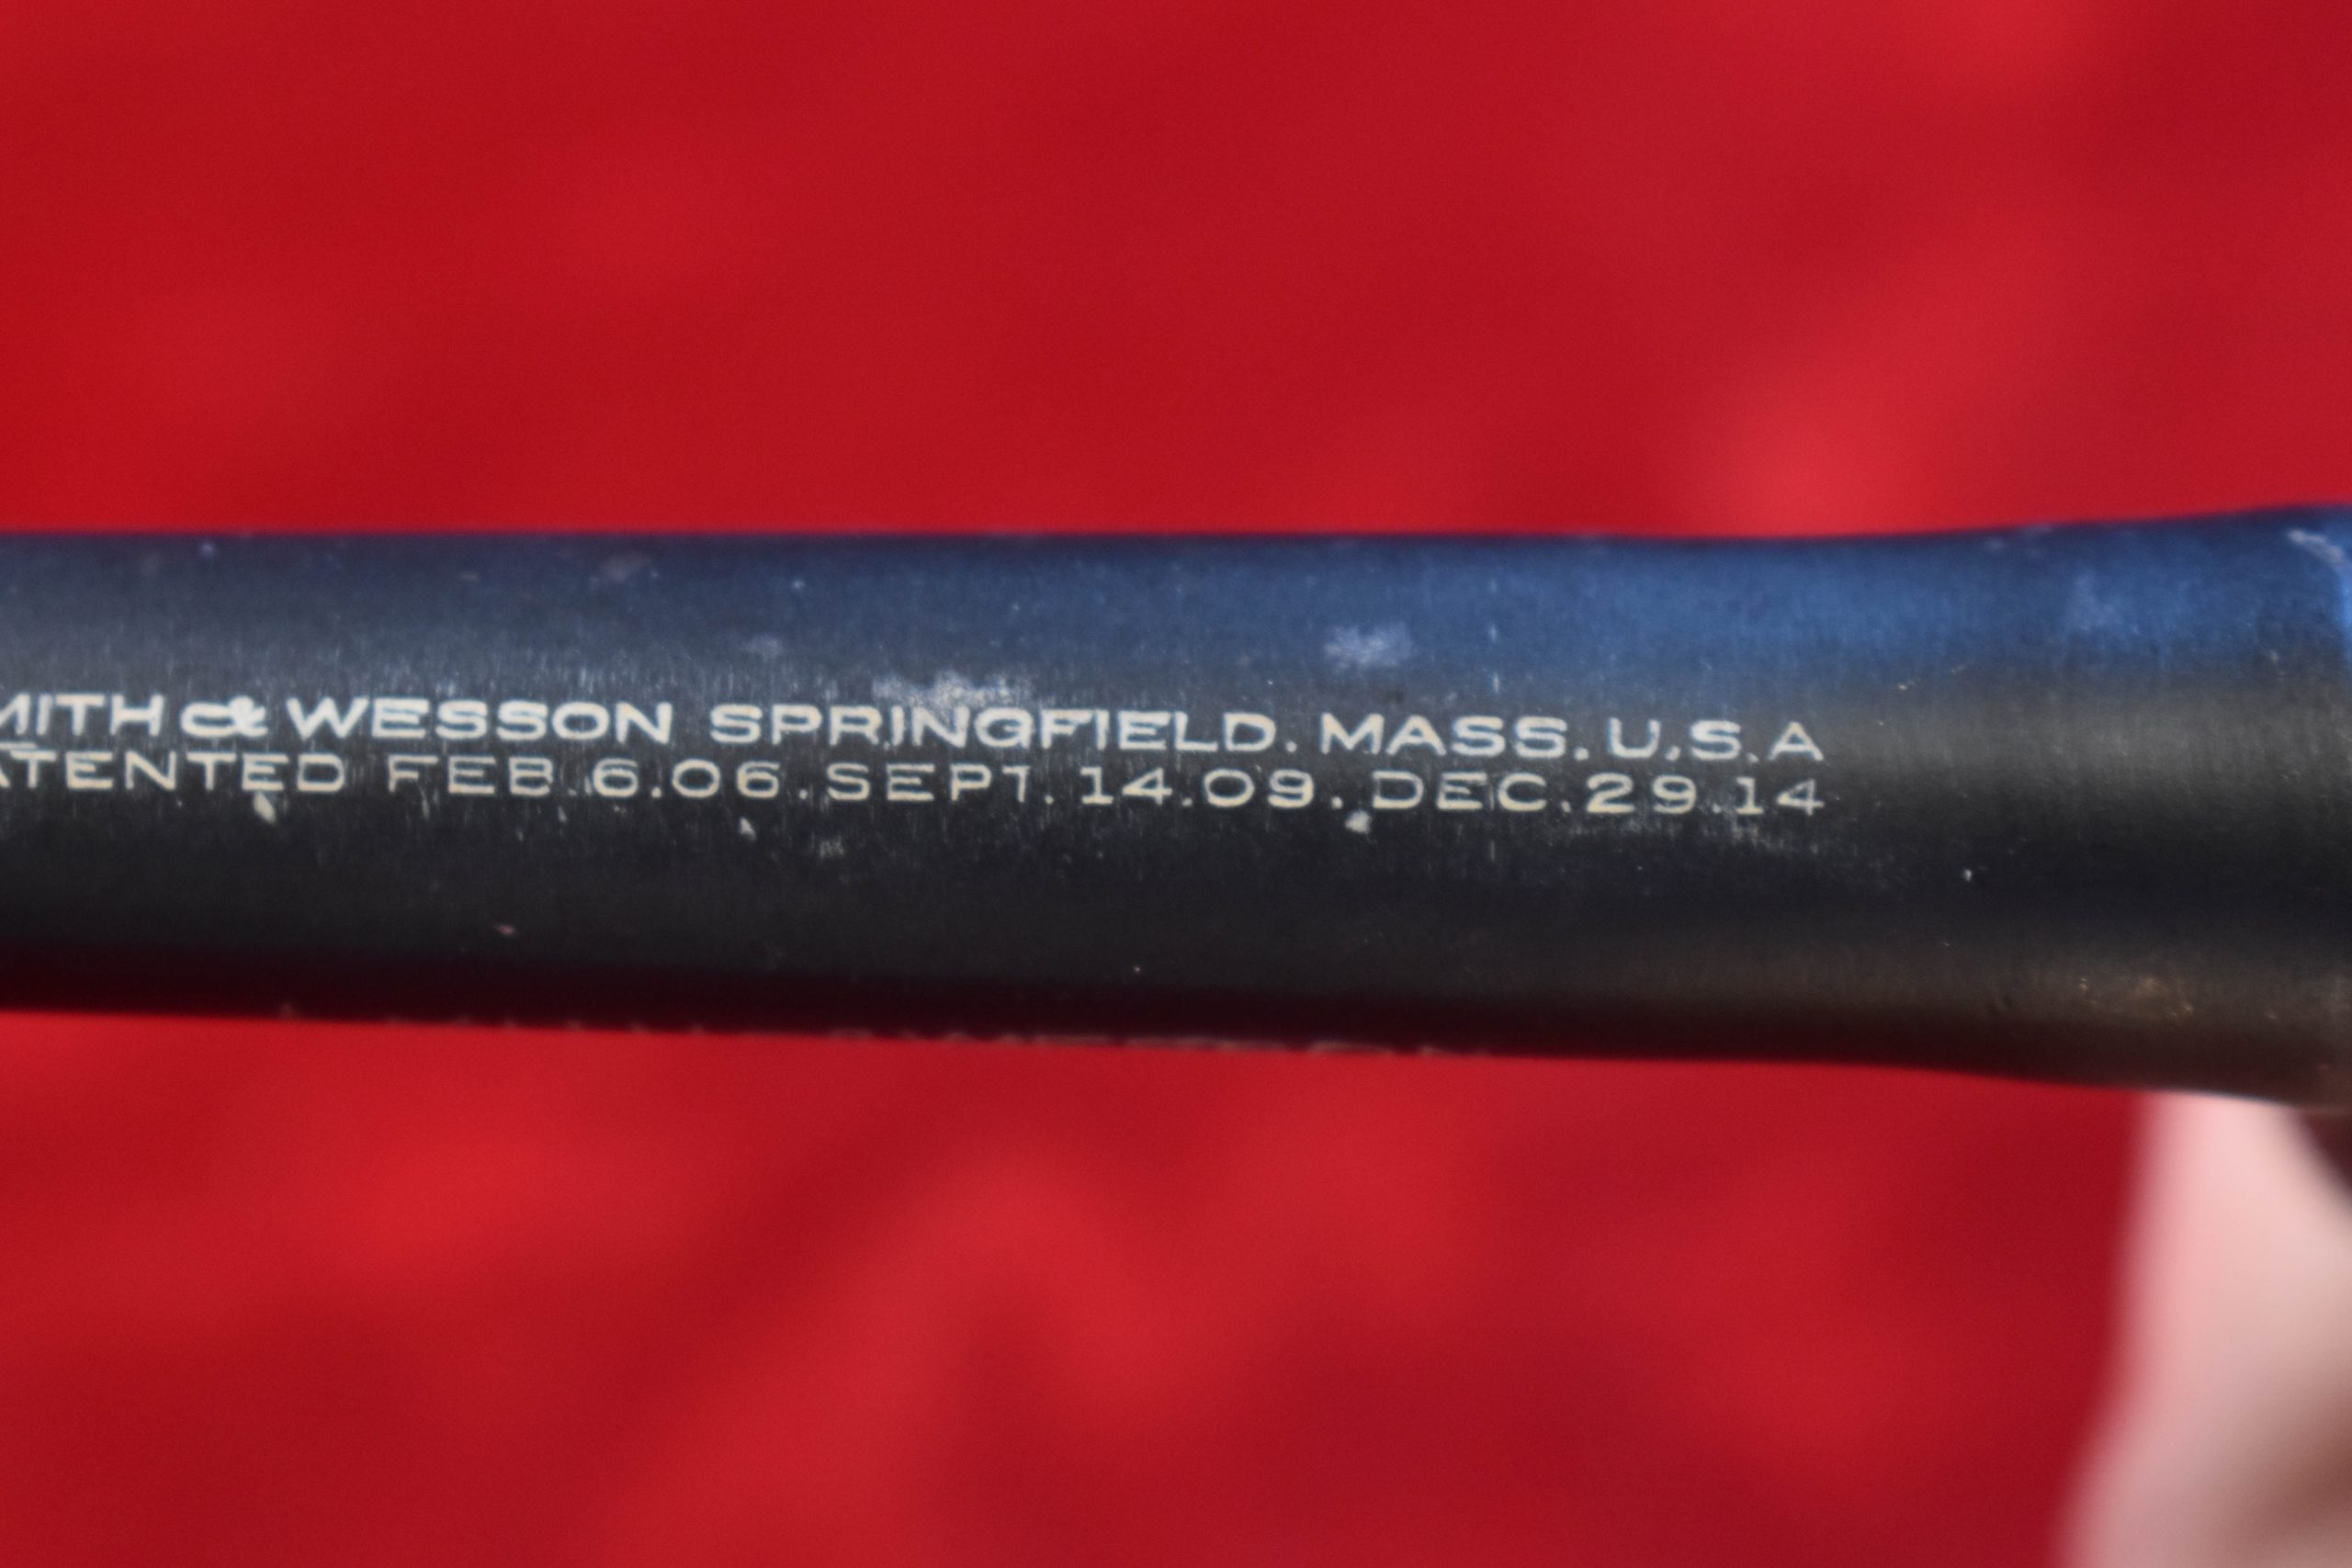 MITH & WESSON SPRINGFIELD. MASS. U.S.A
ATENTED FEB. 6.06. SEPT. 14.09. DEC. 29.14